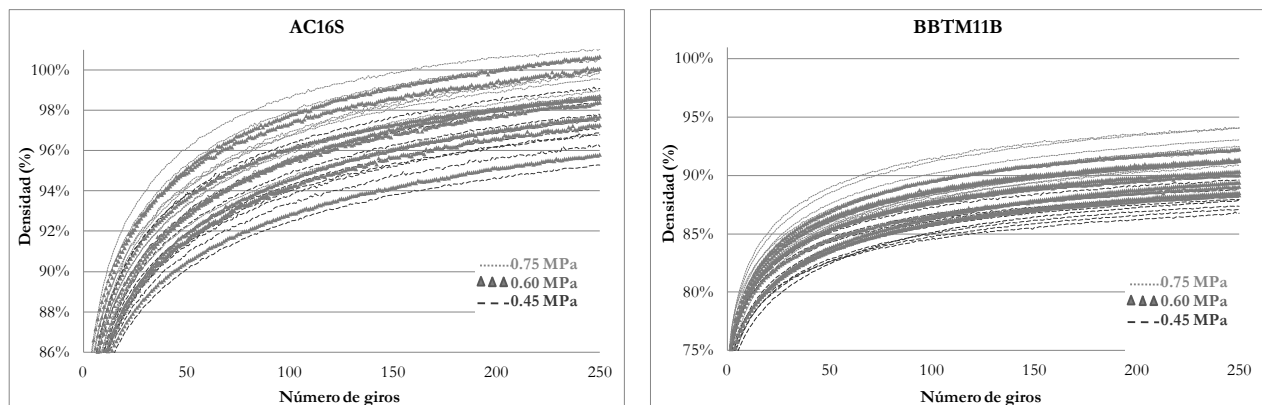 AC16S
Densidad (%)
100%
98%
96%
94%
92%
90%
88%
86%
0 50 100 150 200 250
Número de giros
0.75 MPa
0.60 MPa
0.45 MPa
BBTM11B
Densidad (%)
100%
95%
90%
85%
80%
75%
0 50 100 150 200 250
Número de giros
0.75 MPa
0.60 MPa
0.45 MPa